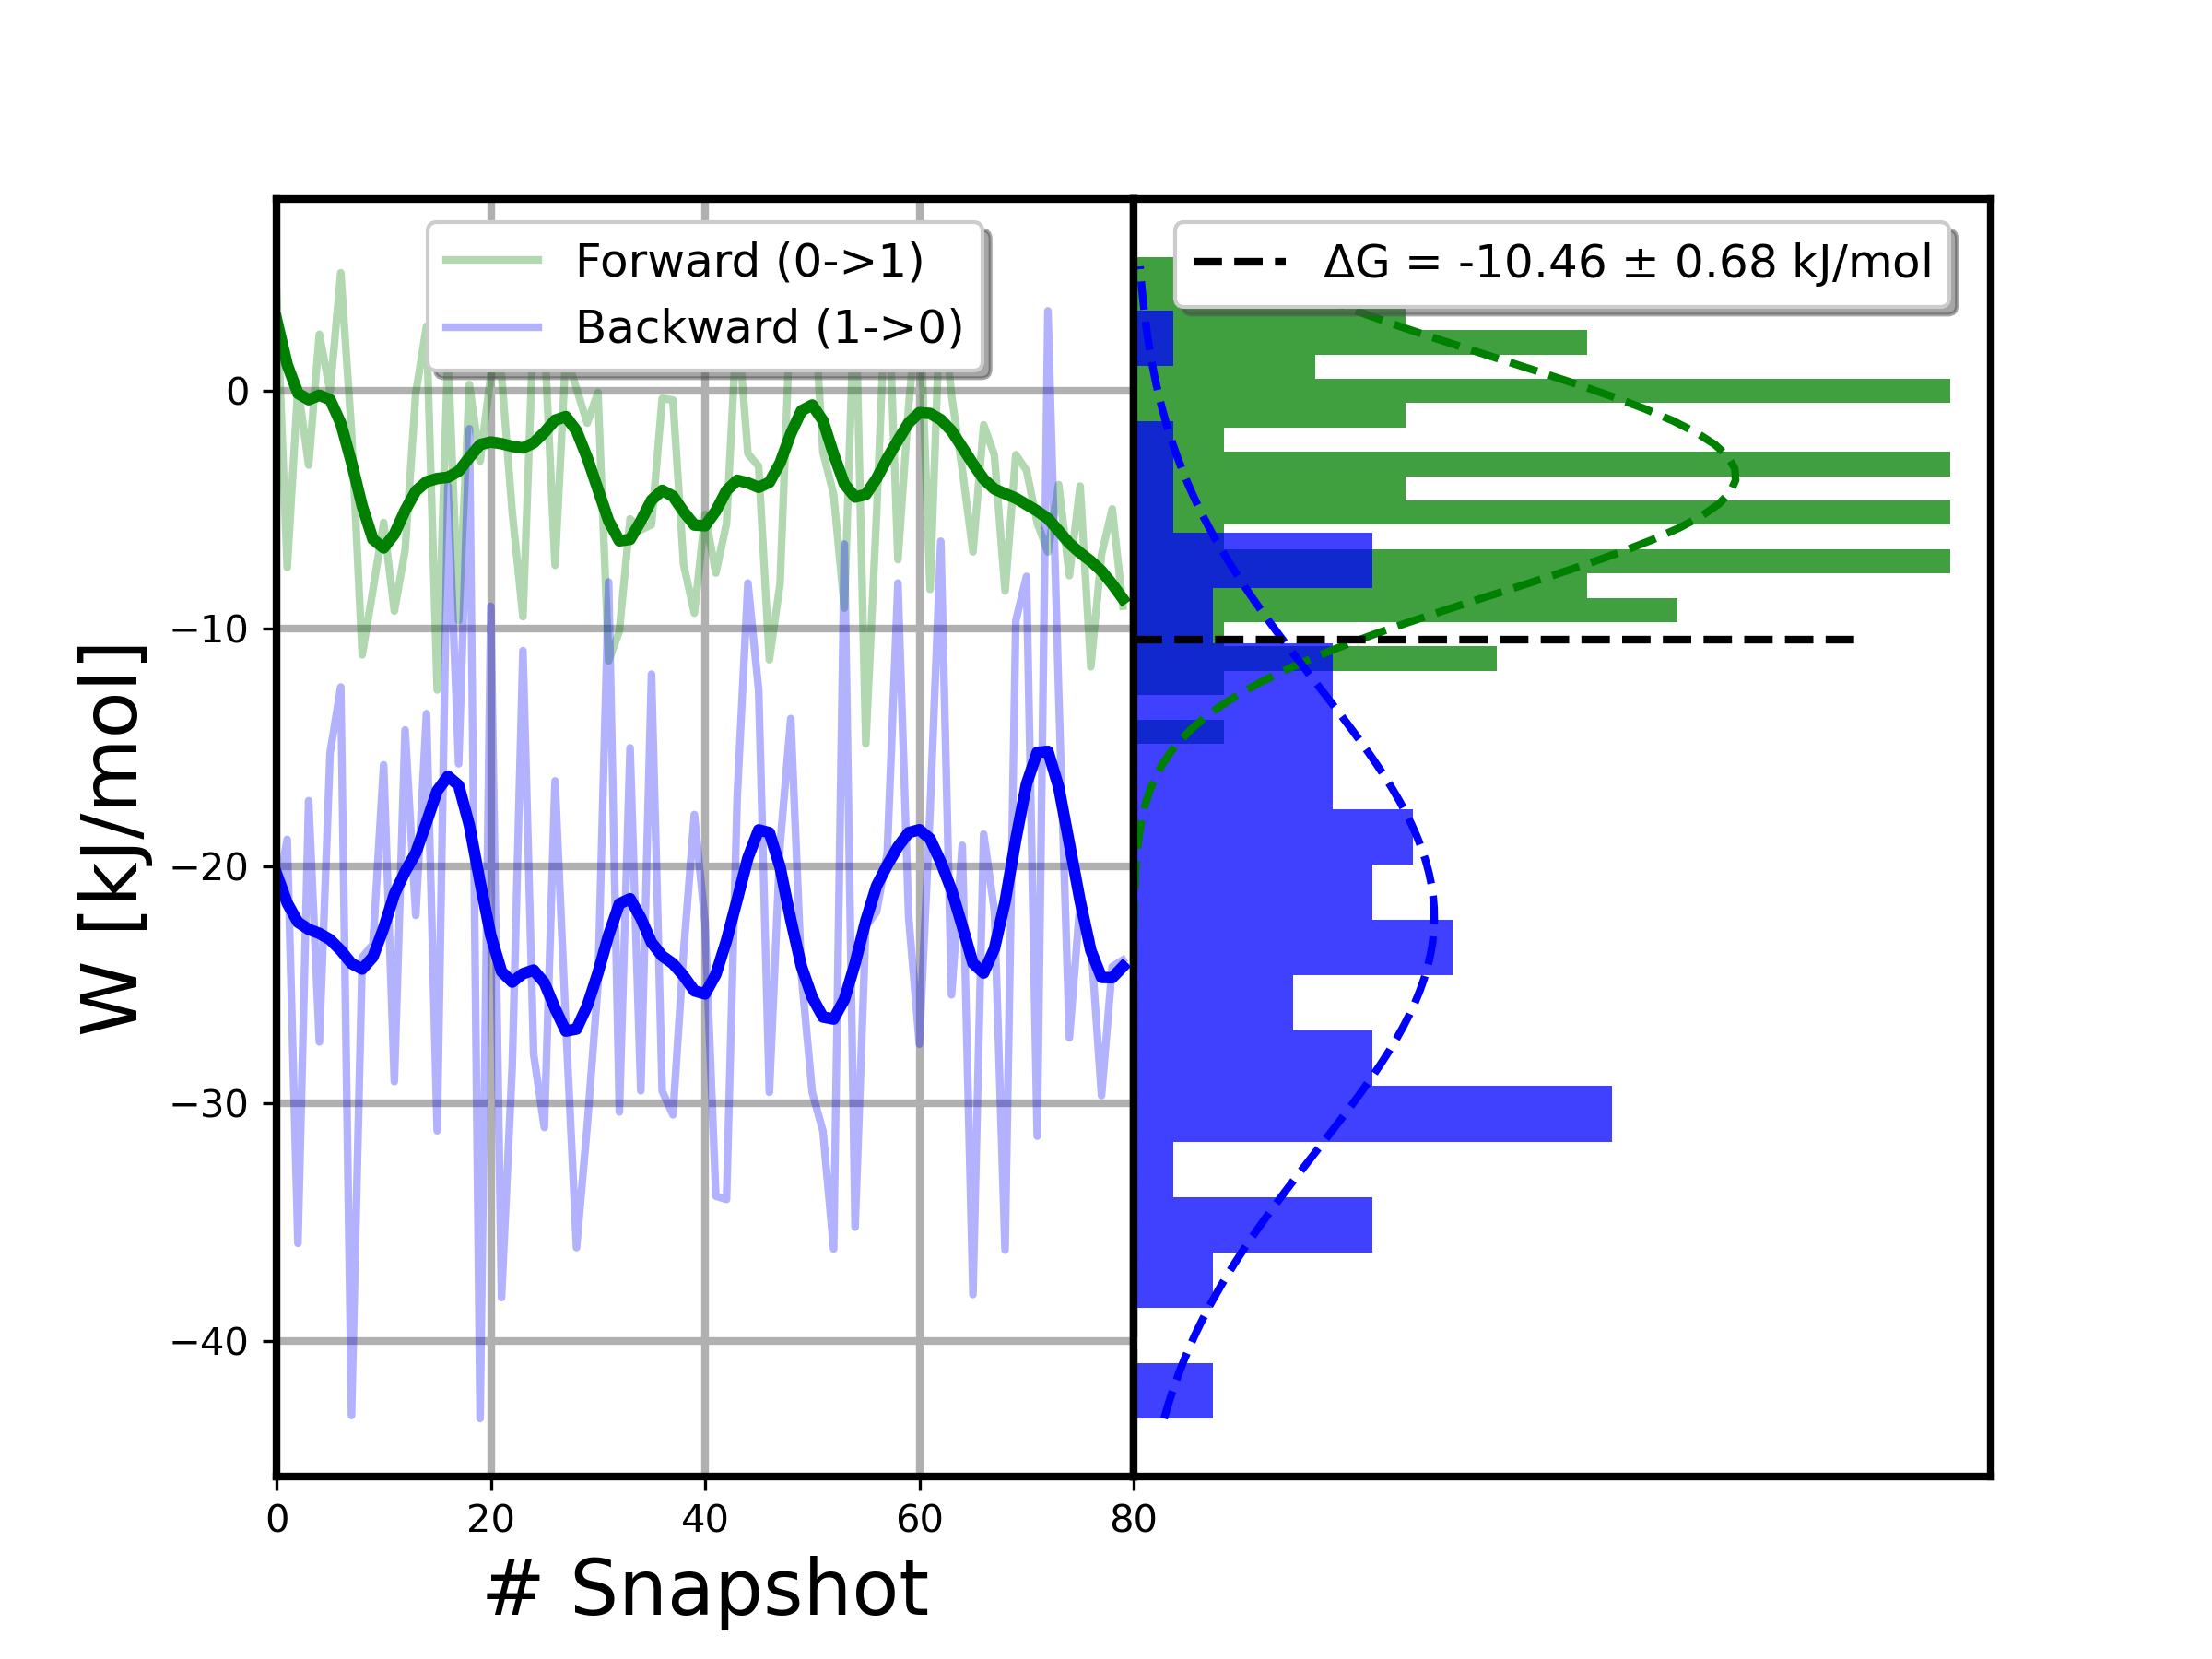 Forward (0->1)
Backward (1->0)
ΔG = -10.46 ± 0.68 kJ/mol
W [kJ/mol]
0
−10
−20
−30
−40
0 20 40 60 80
# Snapshot